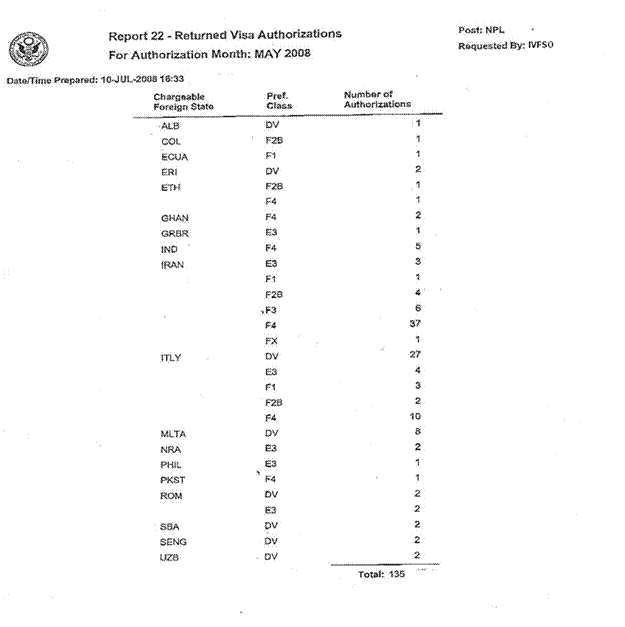 Report 22 - Returned Visa Authorizations
For Authorization Month: MAY 2008
Post: NPL
Requested By: IVFS0
Date/Time Prepared: 10-JUL-2008 16:33
Chargeable Foreign State Pref. Class Number of Authorizations
ALB DV 1
COL F2B 1
ECUA F1 1
ERI DV 2
ETH F2B 1
F4 1
GHAN F4 2
GRBR E3 1
IND F4 5
IRAN E3 3
F1 1
F2B 4
F3 6
F4 37
FX 1
ITLY DV 27
E3 4
F1 3
F2B 2
F4 10
MLTA DV 8
NRA E3 2
PHIL E3 1
PKST F4 1
ROM DV 2
E3 2
SBA DV 2
SENG DV 2
UZB DV 2
Total: 135